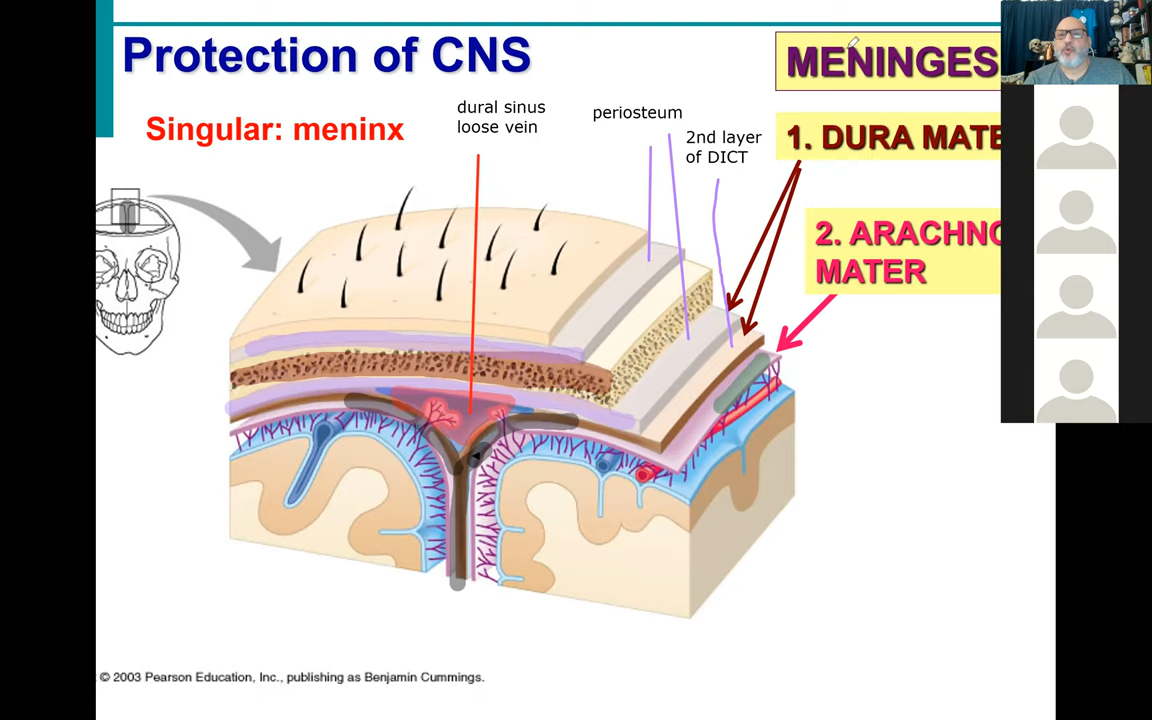 Protection of CNS
MENINGES
Singular: meninx
dural sinus
loose vein
periosteum
2nd layer
of DICT
1. DURA MATE
2. ARACHNO
MATER
© 2003 Pearson Education, Inc., publishing as Benjamin Cummings.